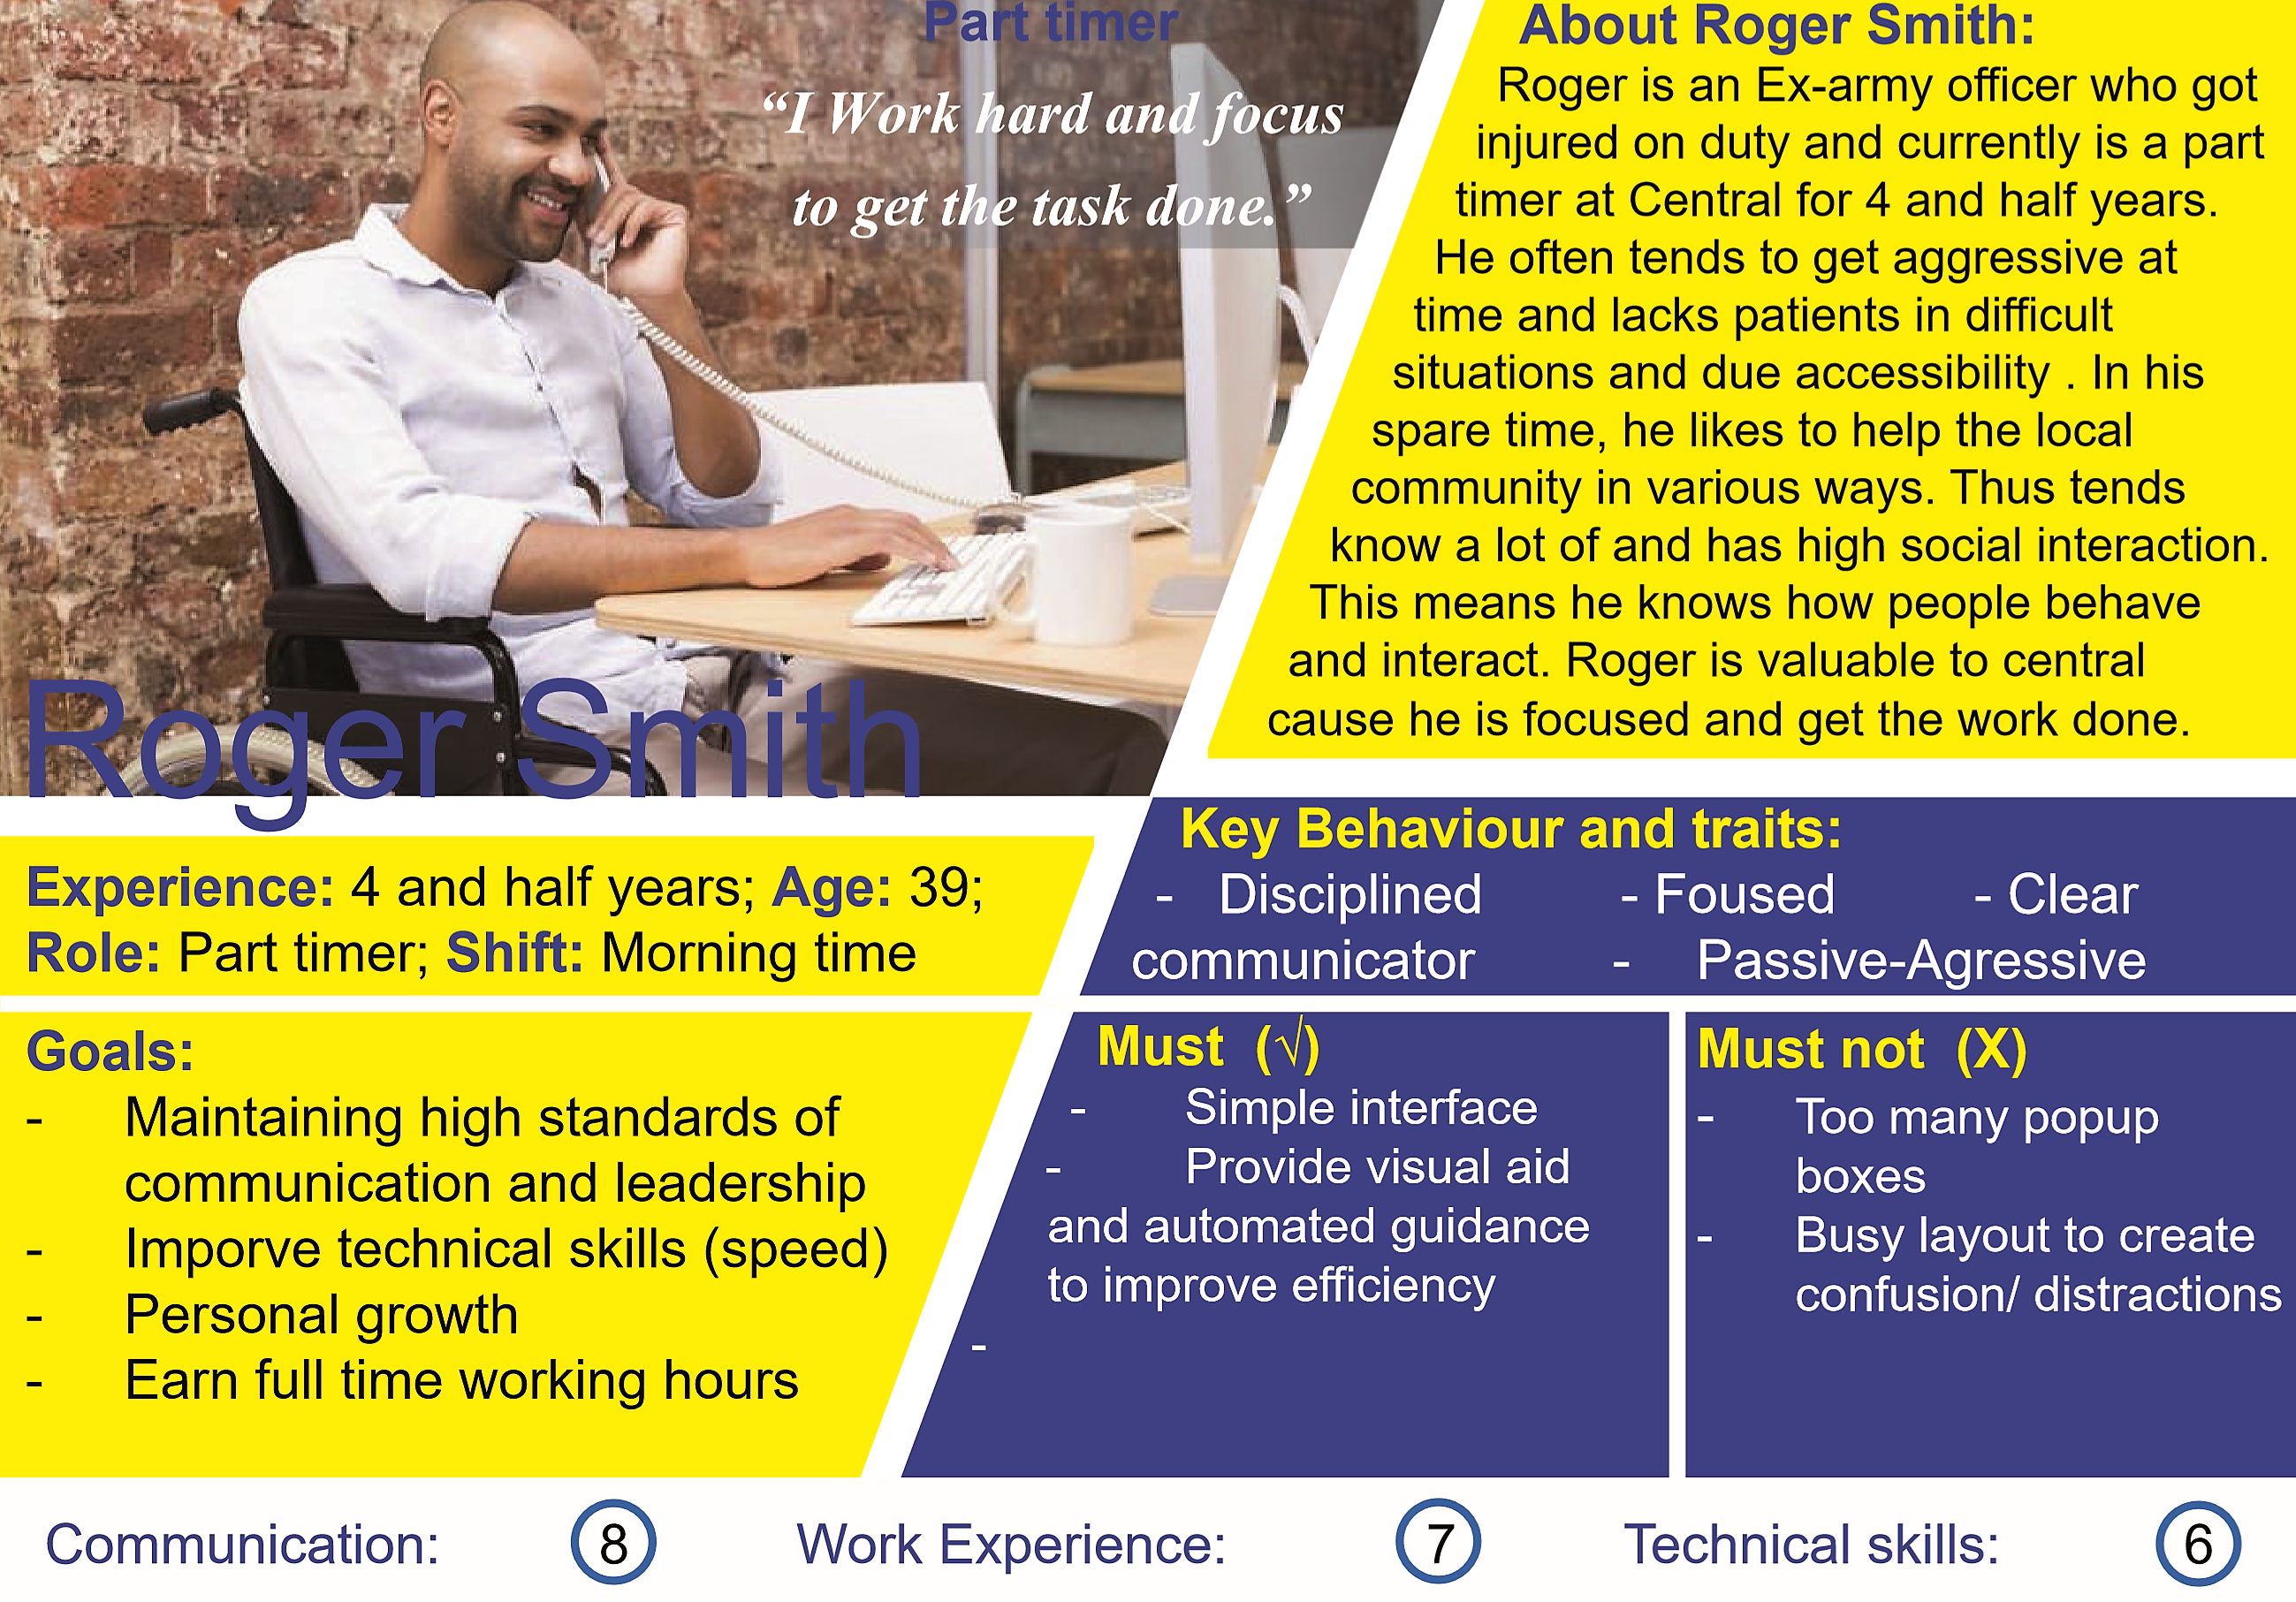 Part timer
“I Work hard and focus
to get the task done.”
Roger Smith
About Roger Smith:
Roger is an Ex-army officer who got
injured on duty and currently is a part
timer at Central for 4 and half years.
He often tends to get aggressive at
time and lacks patients in difficult
situations and due accessibility . In his
spare time, he likes to help the local
community in various ways. Thus tends
know a lot of and has high social interaction.
This means he knows how people behave
and interact. Roger is valuable to central
cause he is focused and get the work done.
Experience: 4 and half years; Age: 39;
Role: Part timer; Shift: Morning time
Key Behaviour and traits:
- Disciplined - Foused - Clear
communicator - Passive-Agressive
Goals:
- Maintaining high standards of
communication and leadership
- Imporve technical skills (speed)
- Personal growth
- Earn full time working hours
Must (√)
- Simple interface
- Provide visual aid
and automated guidance
to improve efficiency
-
Must not (X)
- Too many popup
boxes
- Busy layout to create
confusion/ distractions
Communication: 8 Work Experience: 7 Technical skills: 6